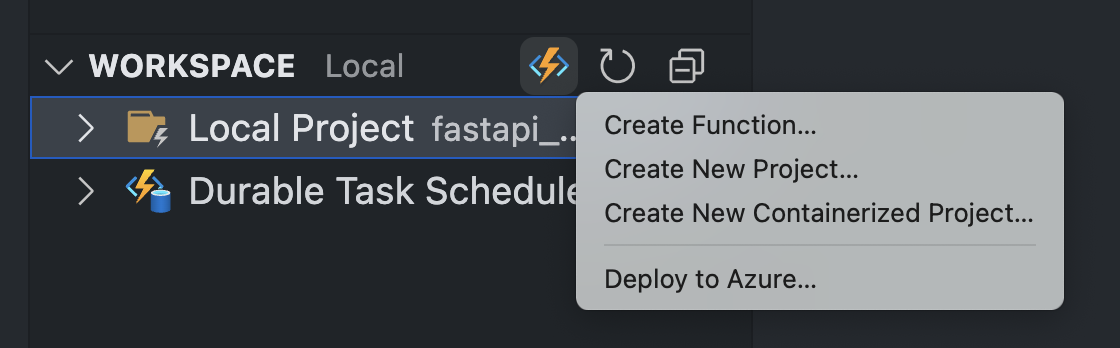 WORKSPACE Local
Local Project fastapi_...
Durable Task Schedule
Create Function...
Create New Project...
Create New Containerized Project...
Deploy to Azure...